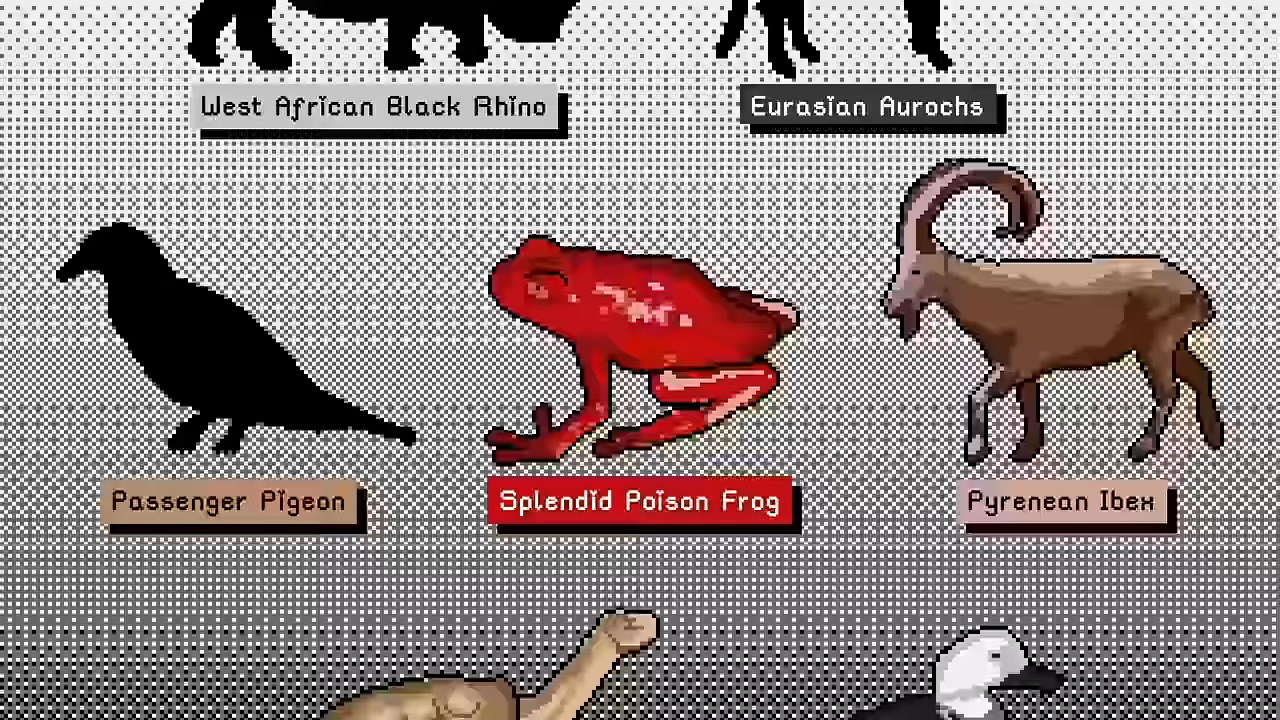 West African Black Rhino
Eurasian Aurochs
Passenger Pigeon
Splendid Poison Frog
Pyrenean Ibex